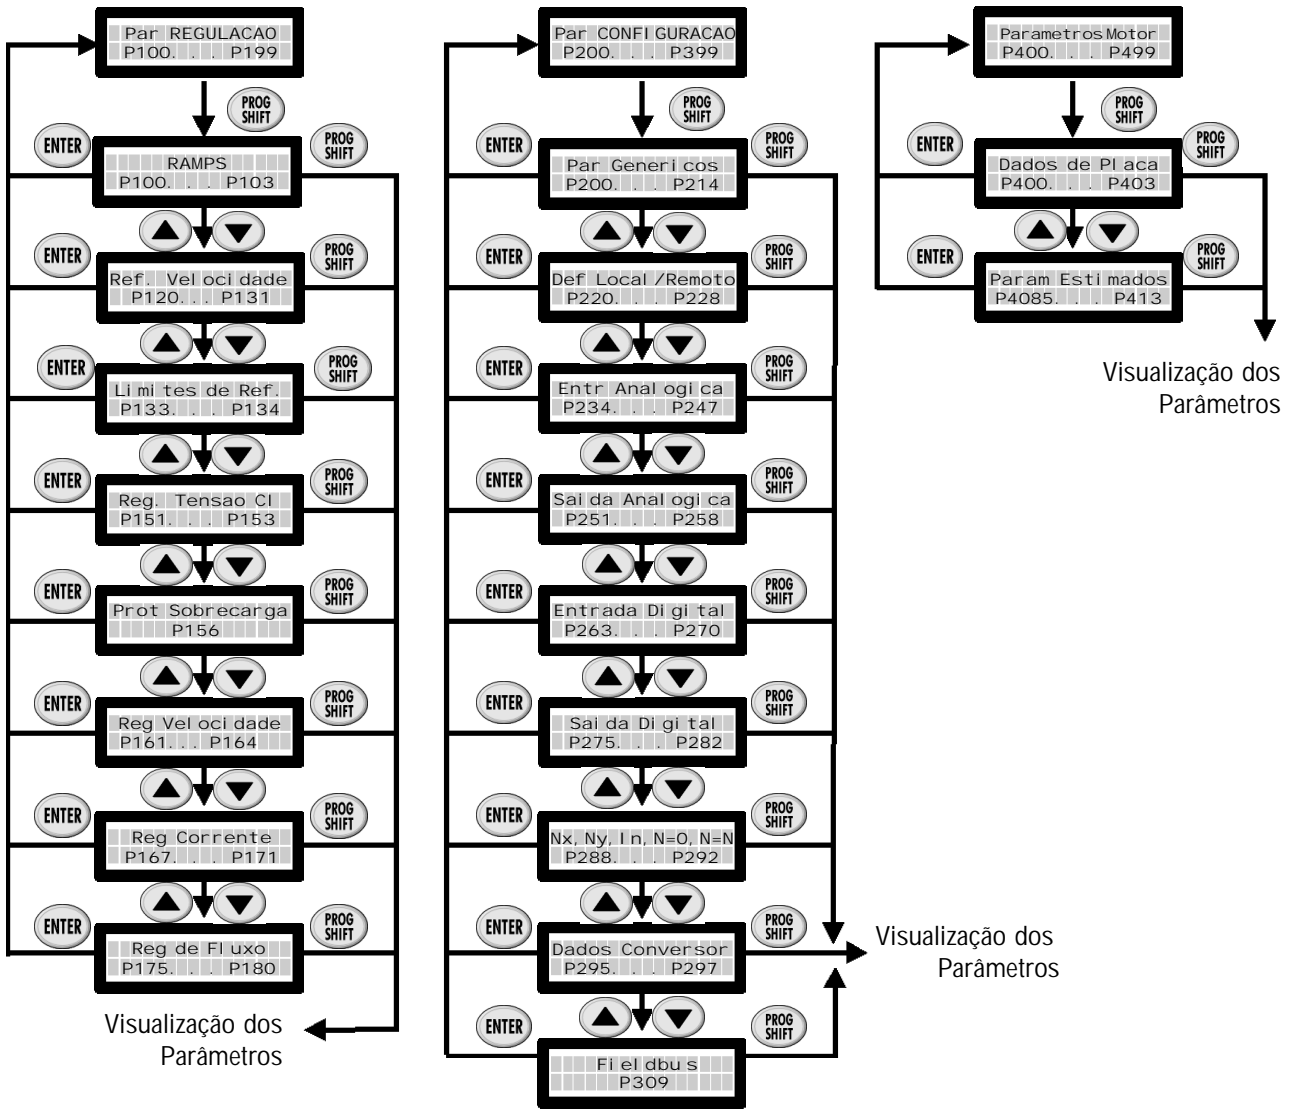 Par REGULACAO
P100. . . P199
PROG
SHIFT
ENTER
PROG
SHIFT
RAMPS
P100. . . P103
ENTER
PROG
SHIFT
Ref. Velocidade
P120. . . P131
ENTER
PROG
SHIFT
Limites de Ref.
P133. . . P134
ENTER
PROG
SHIFT
Reg. Tensao CI
P151. . . P153
ENTER
PROG
SHIFT
Prot Sobrecarga
P156
ENTER
PROG
SHIFT
Reg Velocidade
P161. . . P164
ENTER
PROG
SHIFT
Reg Corrente
P167. . . P171
ENTER
PROG
SHIFT
Reg de Fluxo
P175. . . P180
Visualização dos
Parâmetros
Par CONFIGURACAO
P200. . . P399
PROG
SHIFT
ENTER
PROG
SHIFT
Par Genericos
P200. . . P214
ENTER
PROG
SHIFT
Def Local/Remoto
P220. . . P228
ENTER
PROG
SHIFT
Entr Analogica
P234. . . P247
ENTER
PROG
SHIFT
Saida Analogica
P251. . . P258
ENTER
PROG
SHIFT
Entrada Digital
P263. . . P270
ENTER
PROG
SHIFT
Saida Digital
P275. . . P282
ENTER
PROG
SHIFT
Nx, Ny, In, N=0, N=N
P288. . . P292
ENTER
PROG
SHIFT
Dados Conversor
P295. . . P297
ENTER
PROG
SHIFT
Fieldbus
P309
Visualização dos
Parâmetros
Parametros Motor
P400. . . P499
PROG
SHIFT
ENTER
PROG
SHIFT
Dados de Placa
P400. . . P403
ENTER
PROG
SHIFT
Param Estimados
P4085. . . P413
Visualização dos
Parâmetros